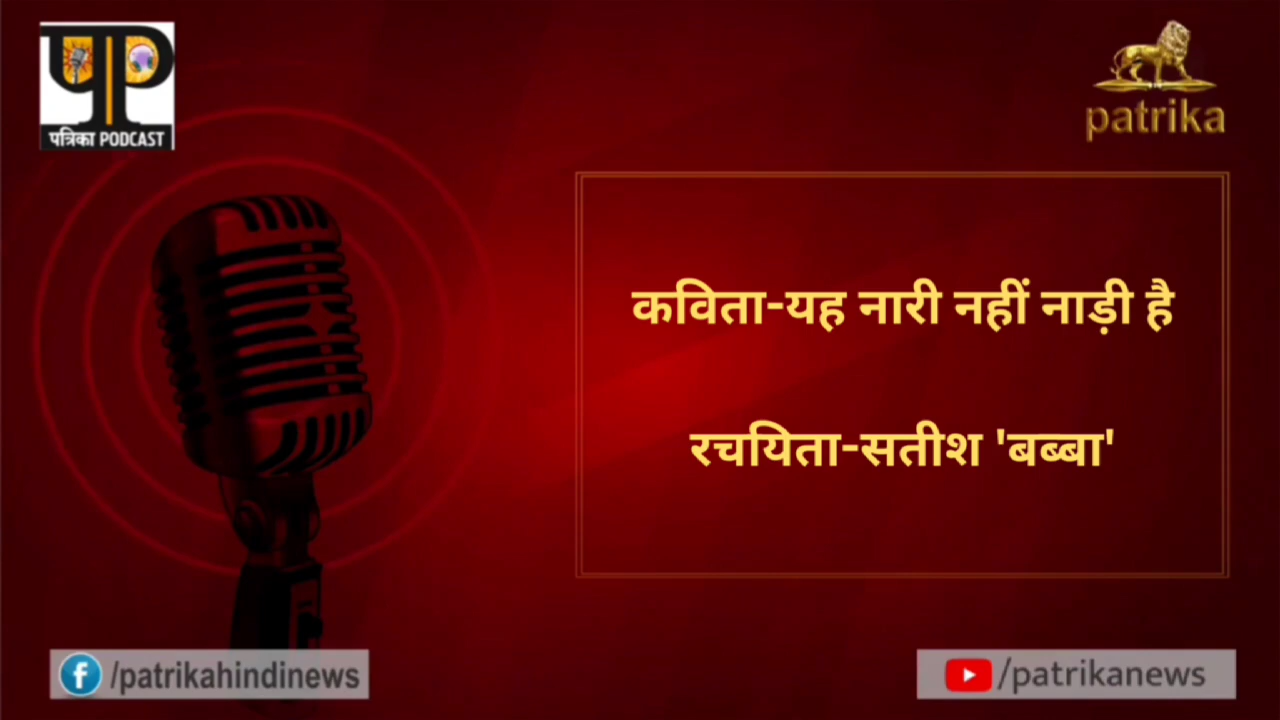 पत्रिका PODCAST
patrika
कविता-यह नारी नहीं नाड़ी है
रचयिता-सतीश 'बब्बा'
/patrikahindinews
/patrikanews